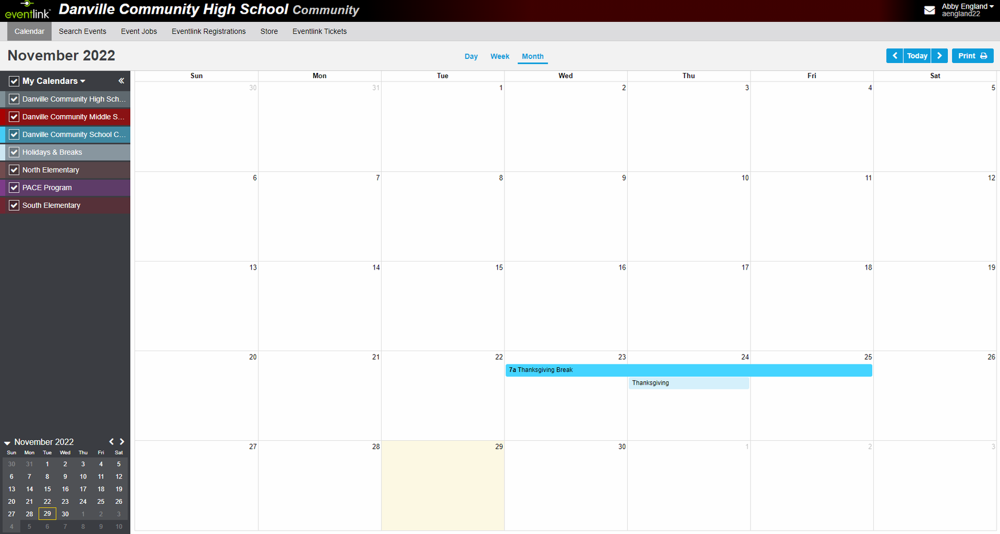 eventlink
Danville Community High School Community
Abby England
aengland22
Calendar Search Events Event Jobs Eventlink Registrations Store Eventlink Tickets
November 2022
Day Week Month
Today Print
My Calendars
Danville Community High Sch...
Danville Community Middle S...
Danville Community School C...
Holidays & Breaks
North Elementary
PACE Program
South Elementary
Sun Mon Tue Wed Thu Fri Sat
30 31 1 2 3 4 5
6 7 8 9 10 11 12
13 14 15 16 17 18 19
20 21 22 23 24 25 26
7a Thanksgiving Break
Thanksgiving
27 28 29 30 1 2 3
November 2022
Sun Mon Tue Wed Thu Fri Sat
30 31 1 2 3 4 5
6 7 8 9 10 11 12
13 14 15 16 17 18 19
20 21 22 23 24 25 26
27 28 29 30 1 2 3
4 5 6 7 8 9 10